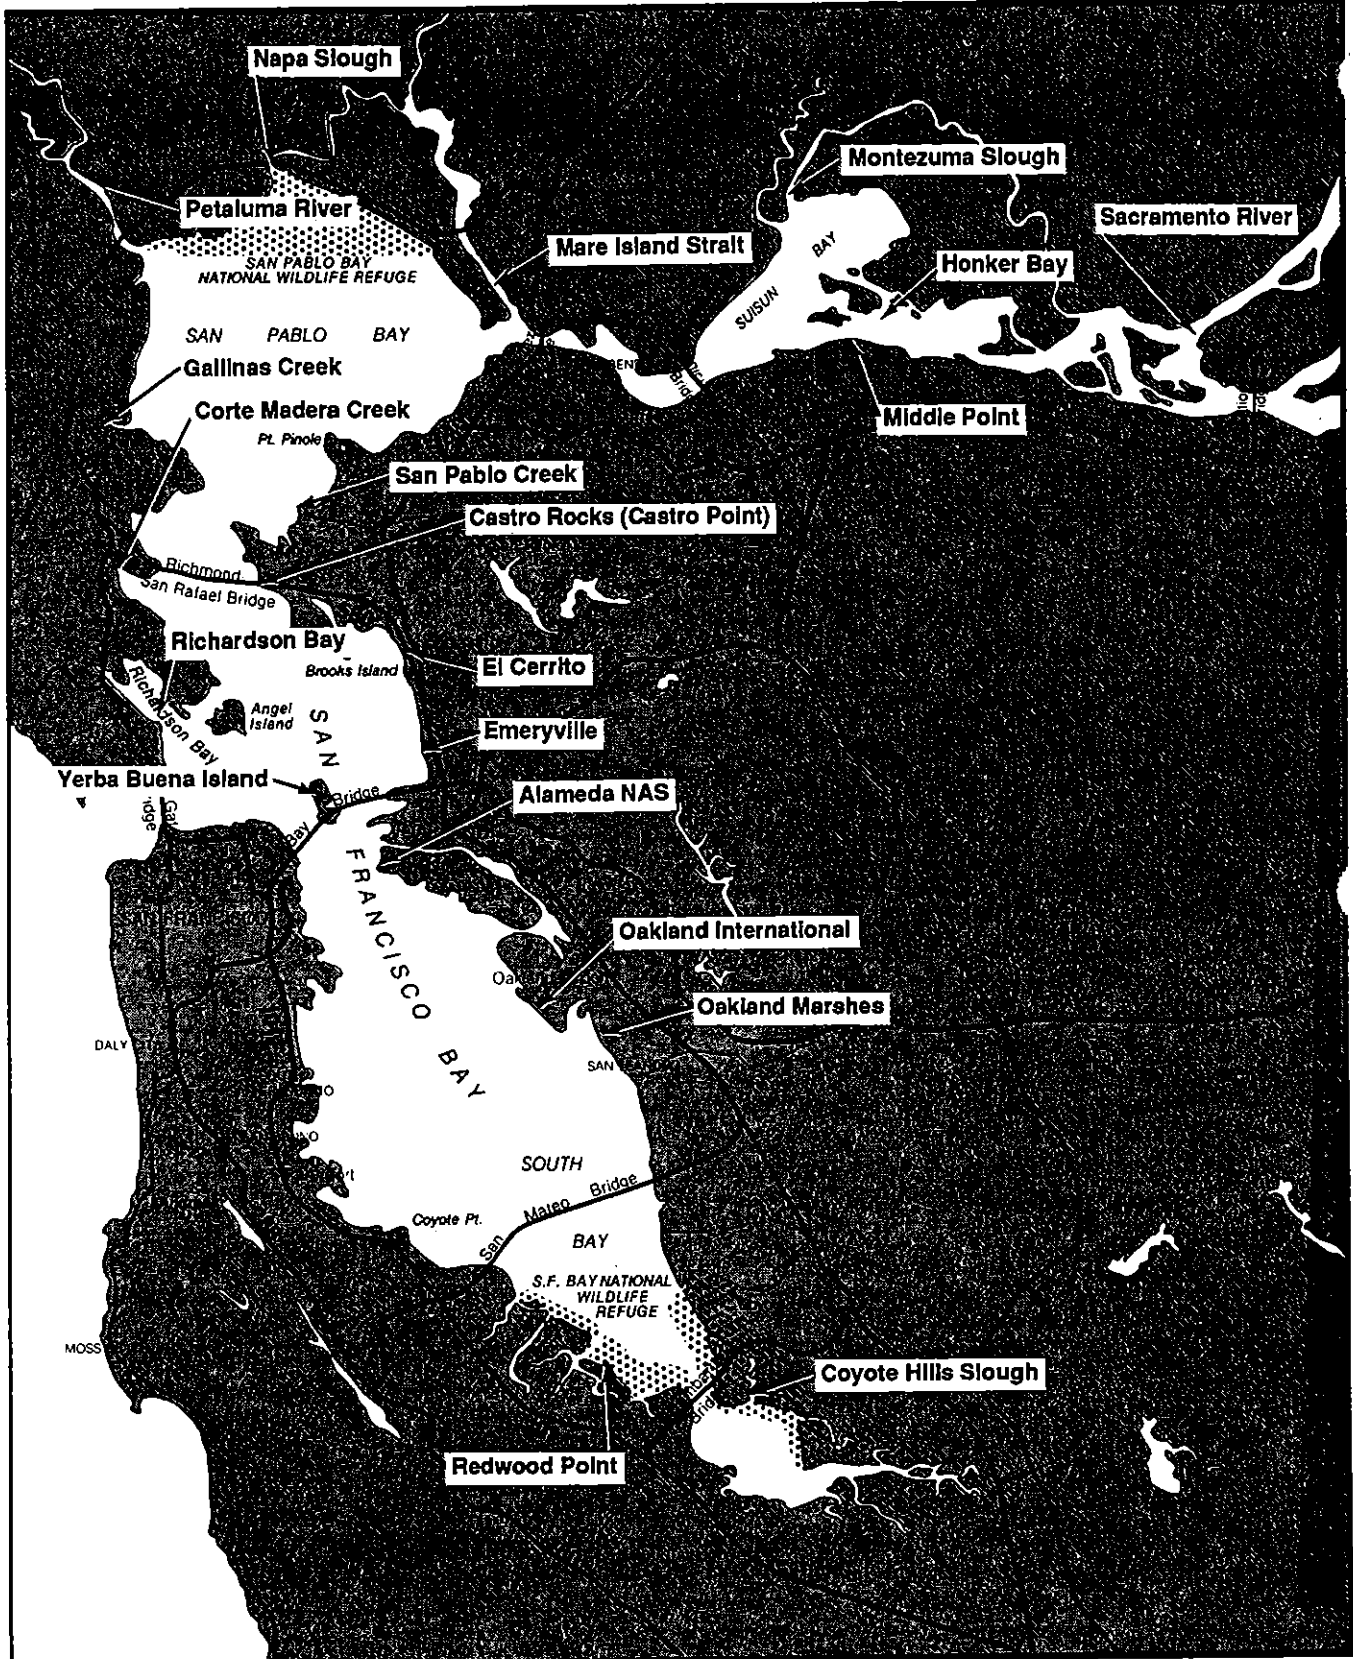 Napa Slough
Montezuma Slough
Petaluma River
Sacramento River
Mare Island Strait
BAY
SUISUN
Honker Bay
SAN PABLO BAY
NATIONAL WILDLIFE REFUGE
SAN PABLO BAY
Gallinas Creek
Corte Madera Creek
Middle Point
Pt. Pinole
San Pablo Creek
Castro Rocks (Castro Point)
Richmond
San Rafael Bridge
Richardson Bay
Brooks Island
El Cerrito
Richardson Bay
Angel
Island
SAN
Emeryville
Yerba Buena Island
Bay Bridge
Alameda NAS
FRANCISCO
BAY
SAN FRANCISCO
Oakland International
Oakland Marshes
DALY
SAN
SOUTH
San Mateo Bridge
Coyote Pt.
BAY
S.F. BAY NATIONAL
WILDLIFE
REFUGE
MOSS
Coyote Hills Slough
Redwood Point